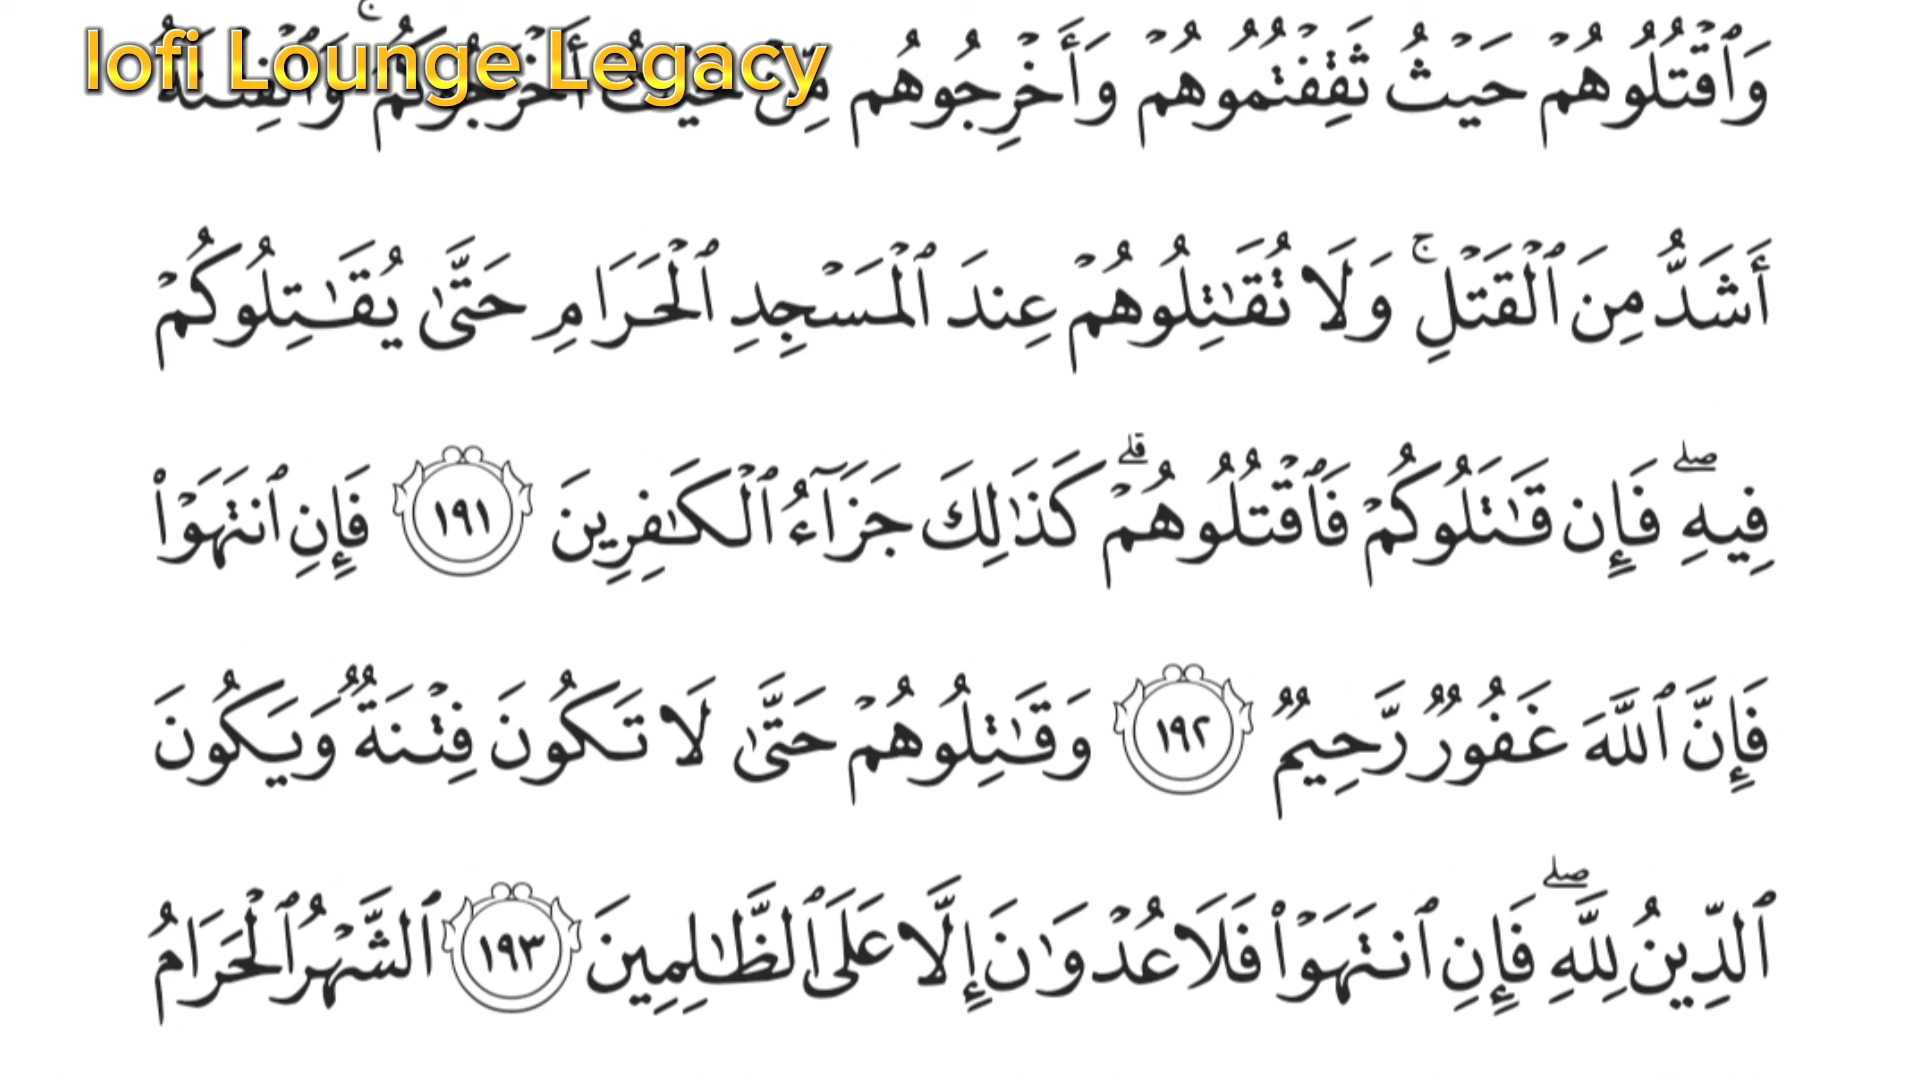 lofi Lounge Legacy
وَٱقْتُلُوهُمْ حَيْثُ ثَقِفْتُمُوهُمْ وَأَخْرِجُوهُم مِّنْ حَيْثُ أَخْرَجُوكُمْ ۚ وَٱلْفِتْنَةُ
أَشَدُّ مِنَ ٱلْقَتْلِ ۚ وَلَا تُقَٰتِلُوهُمْ عِندَ ٱلْمَسْجِدِ ٱلْحَرَامِ حَتَّىٰ يُقَٰتِلُوكُمْ
فِيهِ ۖ فَإِن قَٰتَلُوكُمْ فَٱقْتُلُوهُمْ ۗ كَذَٰلِكَ جَزَآءُ ٱلْكَٰفِرِينَ ١٩١ فَإِنِ ٱنتَهَوْا۟
فَإِنَّ ٱللَّهَ غَفُورٌ رَّحِيمٌ ١٩٢ وَقَٰتِلُوهُمْ حَتَّىٰ لَا تَكُونَ فِتْنَةٌ وَيَكُونَ
ٱلدِّينُ لِلَّهِ ۖ فَإِنِ ٱنتَهَوْا۟ فَلَا عُدْوَٰنَ إِلَّا عَلَى ٱلظَّٰلِمِينَ ١٩٣ ٱلشَّهْرُ ٱلْحَرَامُ